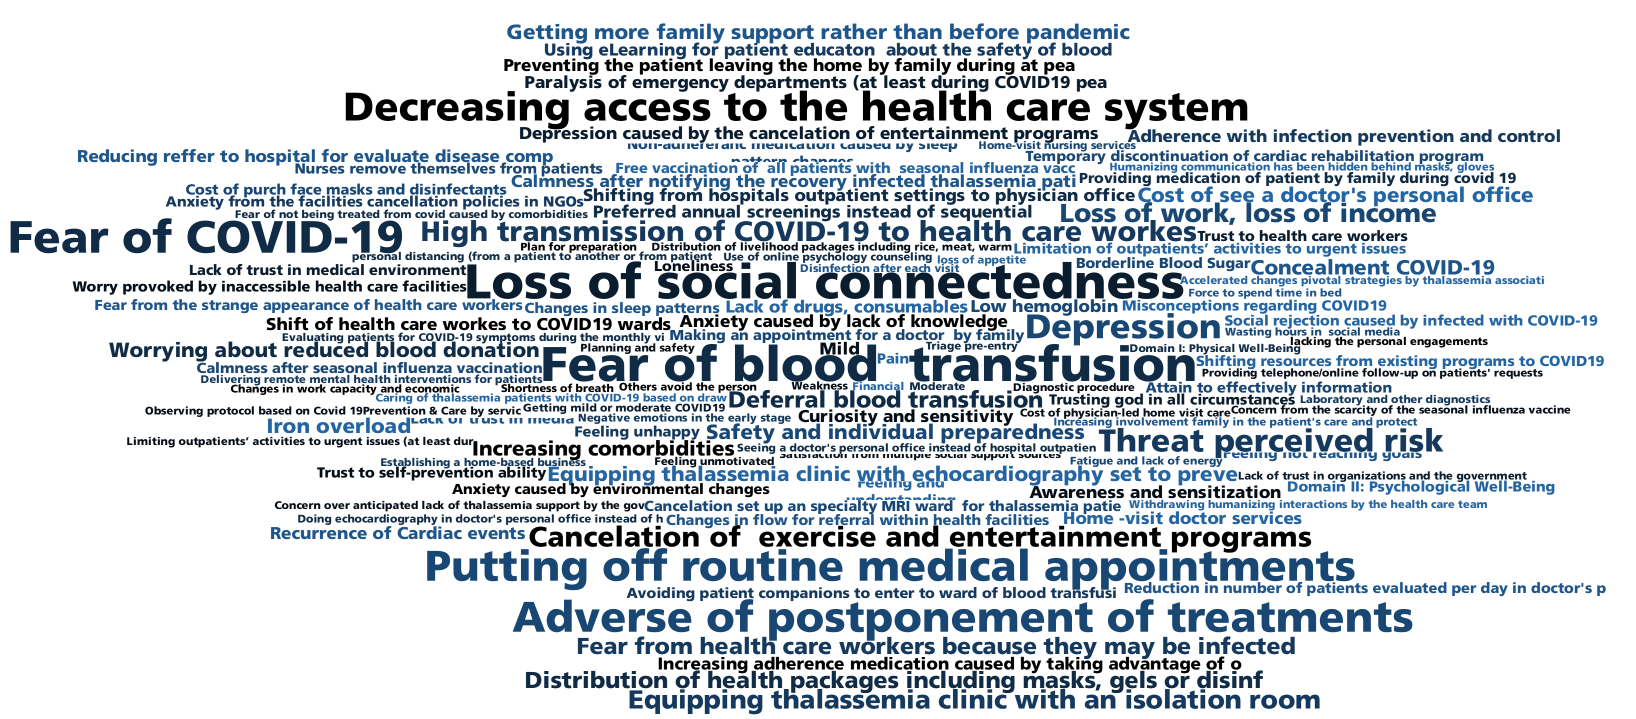 Getting more family support rather than before pandemic
Using eLearning for patient educaton about the safety of blood
Preventing the patient leaving the home by family during at pea
Paralysis of emergency departments (at least during COVID19 pea
Decreasing access to the health care system
Depression caused by the cancelation of entertainment programs
Adherence with infection prevention and control
Non-adhereranc medication caused by sleep
pattern changes
Home-visit nursing services
Reducing reffer to hospital for evaluate disease comp
Temporary discontinuation of cardiac rehabilitation program
Nurses remove themselves from patients
Free vaccination of all patients with seasonal influenza vacc
Humanizing communication has been hidden behind masks, gloves
Calmness after notifying the recovery infected thalassemia pati
Providing medication of patient by family during covid 19
Cost of purch face masks and disinfectants
Shifting from hospitals outpatient settings to physician office
Cost of see a doctor's personal office
Anxiety from the facilities cancellation policies in NGOs
Fear of not being treated from covid caused by comorbidities
Preferred annual screenings instead of sequential
Loss of work, loss of income
Fear of COVID-19
High transmission of COVID-19 to health care workes
Trust to health care workers
Plan for preparation
Distribution of livelihood packages including rice, meat, warm
Limitation of outpatients’ activities to urgent issues
personal distancing (from a patient to another or from patient
Use of online psychology counseling
loss of appetite
Lack of trust in medical environment
Loneliness
Disinfection after each visit
Borderline Blood Sugar
Concealment COVID-19
Worry provoked by inaccessible health care facilities
Loss of social connectedness
Accelerated changes pivotal strategies by thalassemia associati
Force to spend time in bed
Fear from the strange appearance of health care workers
Changes in sleep patterns
Lack of drugs, consumables
Low hemoglobin
Misconceptions regarding COVID19
Shift of health care workes to COVID19 wards
Anxiety caused by lack of knowledge
Depression
Social rejection caused by infected with COVID-19
Evaluating patients for COVID-19 symptoms during the monthly vi
Making an appointment for a doctor by family
Wasting hours in social media
lacking the personal engagements
Worrying about reduced blood donation
Planning and safety
Mild
Triage pre-entry
Domain I: Physical Well-Being
Pain
Fear of blood transfusion
Shifting resources from existing programs to COVID19
Calmness after seasonal influenza vaccination
Providing telephone/online follow-up on patients' requests
Delivering remote mental health interventions for patients
Changes in work capacity and economic
Shortness of breath
Others avoid the person
Weakness
Financial
Moderate
Diagnostic procedure
Attain to effectively information
Caring of thalassemia patients with COVID-19 based on draw
Deferral blood transfusion
Trusting god in all circumstances
Laboratory and other diagnostics
Observing protocol based on Covid 19
Prevention & Care by servic
Getting mild or moderate COVID19
Cost of physician-led home visit care
Concern from the scarcity of the seasonal influenza vaccine
Iron overload
Lack of trust in media
Negative emotions in the early stage
Curiosity and sensitivity
Increasing involvement family in the patient's care and protect
Feeling unhappy
Safety and individual preparedness
Limiting outpatients’ activities to urgent issues (at least dur
Increasing comorbidities
Seeing a doctor's personal office instead of hospital outpatien
Threat perceived risk
Satisfaction from multiple social support sources
Feeling not reaching goals
Establishing a home-based business
Feeling unmotivated
Fatigue and lack of energy
Trust to self-prevention ability
Equipping thalassemia clinic with echocardiography set to preve
Lack of trust in organizations and the government
Anxiety caused by environmental changes
Feeling and
understanding
Awareness and sensitization
Domain II: Psychological Well-Being
Concern over anticipated lack of thalassemia support by the gov
Cancelation set up an specialty MRI ward for thalassemia patie
Withdrawing humanizing interactions by the health care team
Doing echocardiography in doctor's personal office instead of h
Changes in flow for referral within health facilities
Home -visit doctor services
Recurrence of Cardiac events
Cancelation of exercise and entertainment programs
Putting off routine medical appointments
Avoiding patient companions to enter to ward of blood transfusi
Reduction in number of patients evaluated per day in doctor's p
Adverse of postponement of treatments
Fear from health care workers because they may be infected
Increasing adherence medication caused by taking advantage of o
Distribution of health packages including masks, gels or disinf
Equipping thalassemia clinic with an isolation room